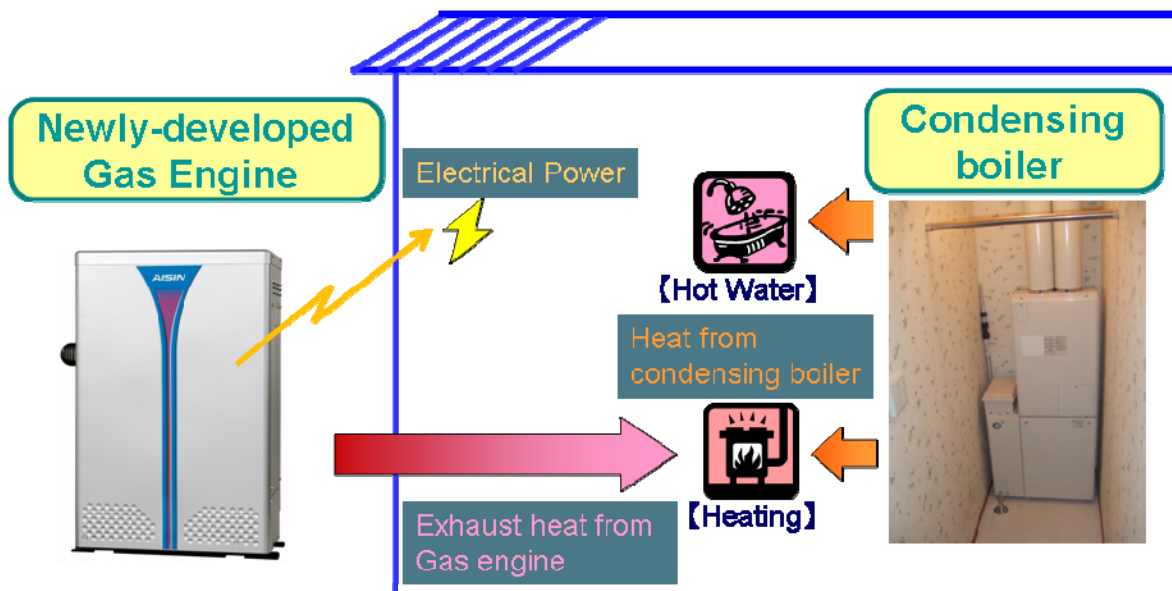 Newly-developed
Gas Engine
Condensing
boiler
Electrical Power
AISIN
【Hot Water】
Heat from
condensing boiler
【Heating】
Exhaust heat from
Gas engine